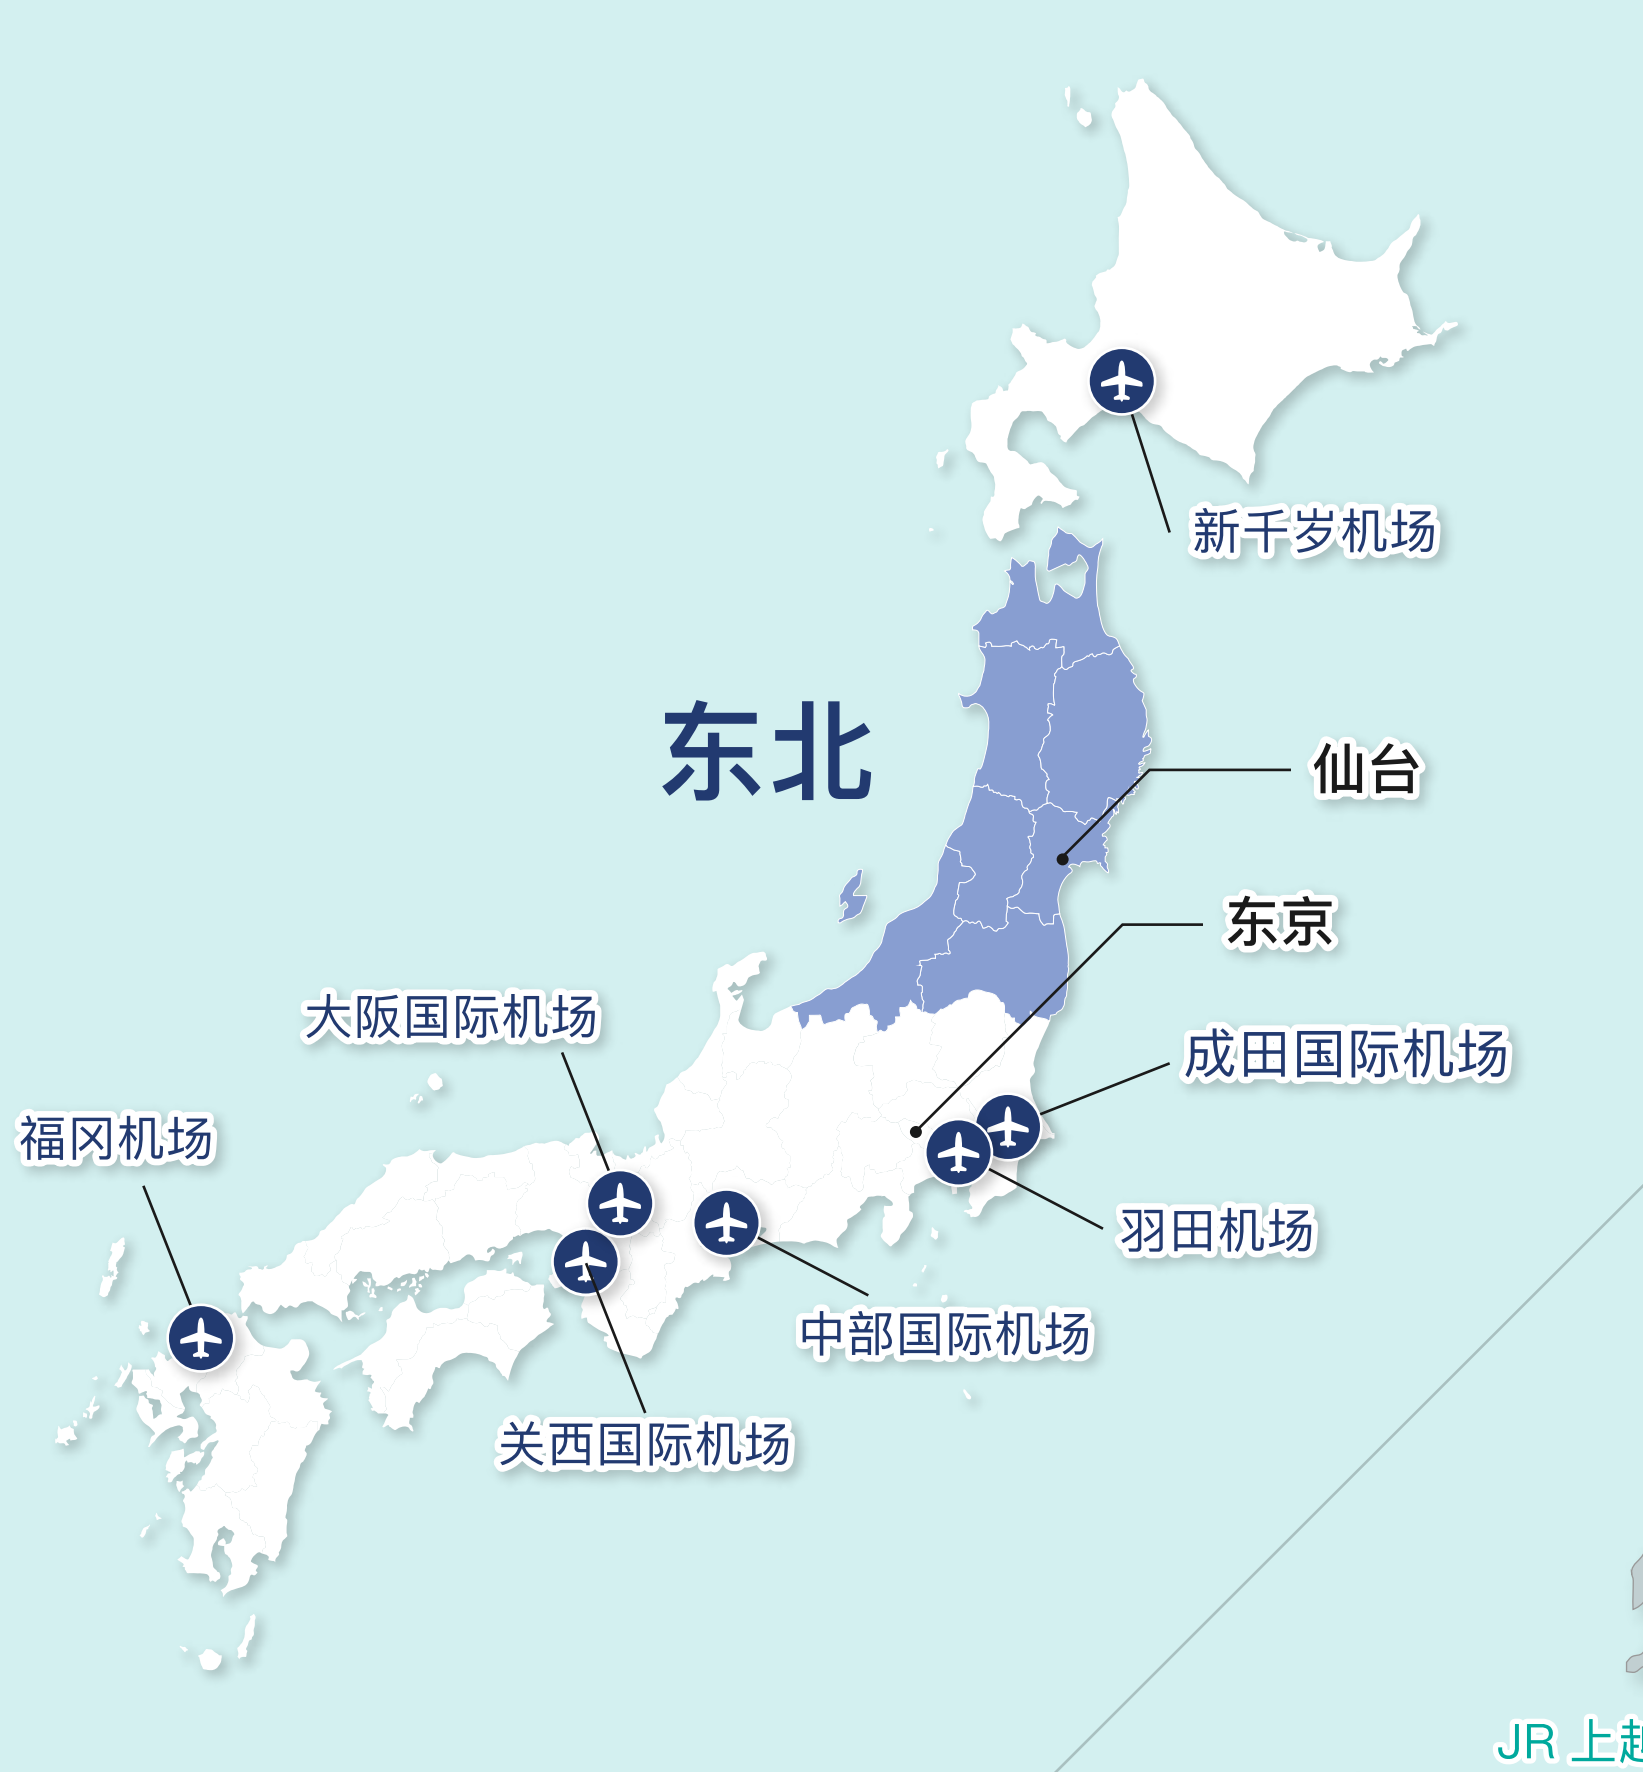 新千岁机场
东北
仙台
东京
大阪国际机场
成田国际机场
福冈机场
羽田机场
中部国际机场
关西国际机场
JR 上越